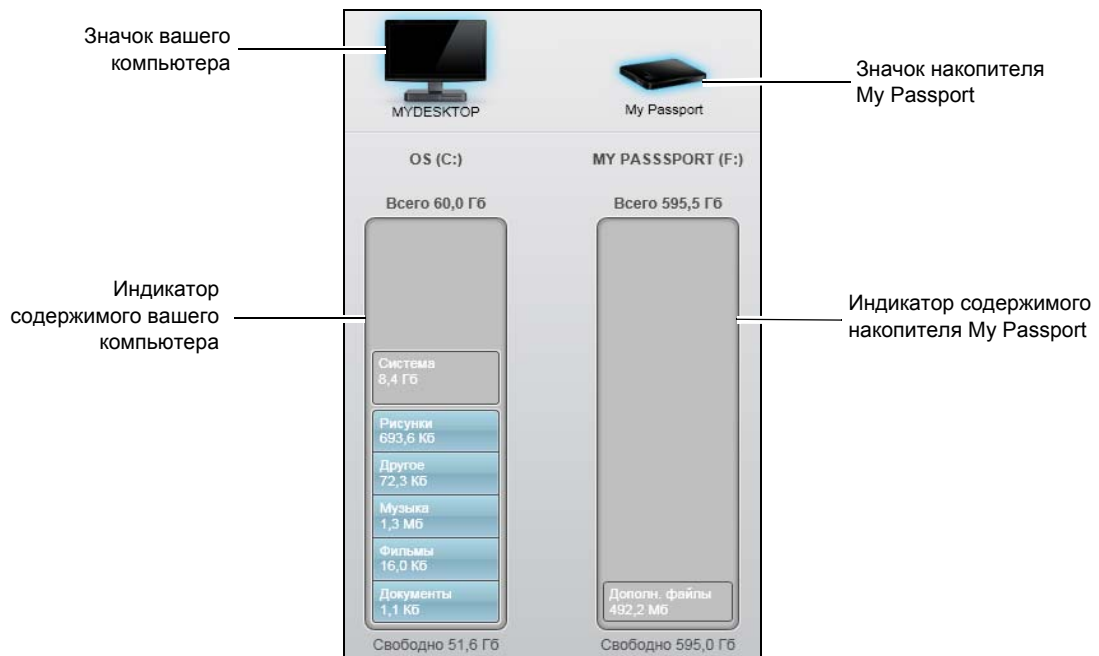 Значок вашего
компьютера
MYDESKTOP
My Passport
Значок накопителя
My Passport
OS (C:)
MY PASSSPORT (F:)
Всего 60,0 Гб
Всего 595,5 Гб
Индикатор
содержимого вашего
компьютера
Индикатор содержимого
накопителя My Passport
Система
8,4 Гб
Рисунки
693,6 Кб
Другое
72,3 Кб
Музыка
1,3 Мб
Фильмы
16,0 Кб
Документы
1,1 Кб
Дополн. файлы
492,2 Мб
Свободно 51,6 Гб
Свободно 595,0 Гб